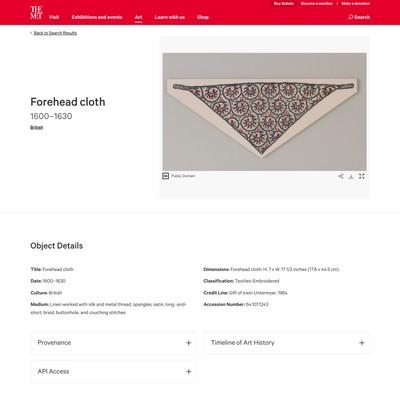 Buy tickets Become a member / Make a donation
THE MET
Visit Exhibitions and events Art Learn with us Shop Search
‹ Back to Search Results
Forehead cloth
1600–1630
British
Public Domain
Object Details
Title: Forehead cloth
Date: 1600–1630
Culture: British
Medium: Linen worked with silk and metal thread, spangles; satin, long-and-
short, braid, buttonhole, and couching stitches
Dimensions: Forehead cloth: H. 7 x W. 17 1/2 inches (17.8 x 44.5 cm)
Classification: Textiles-Embroidered
Credit Line: Gift of Irwin Untermyer, 1964
Accession Number: 64.101.1243
Provenance +
Timeline of Art History +
API Access +